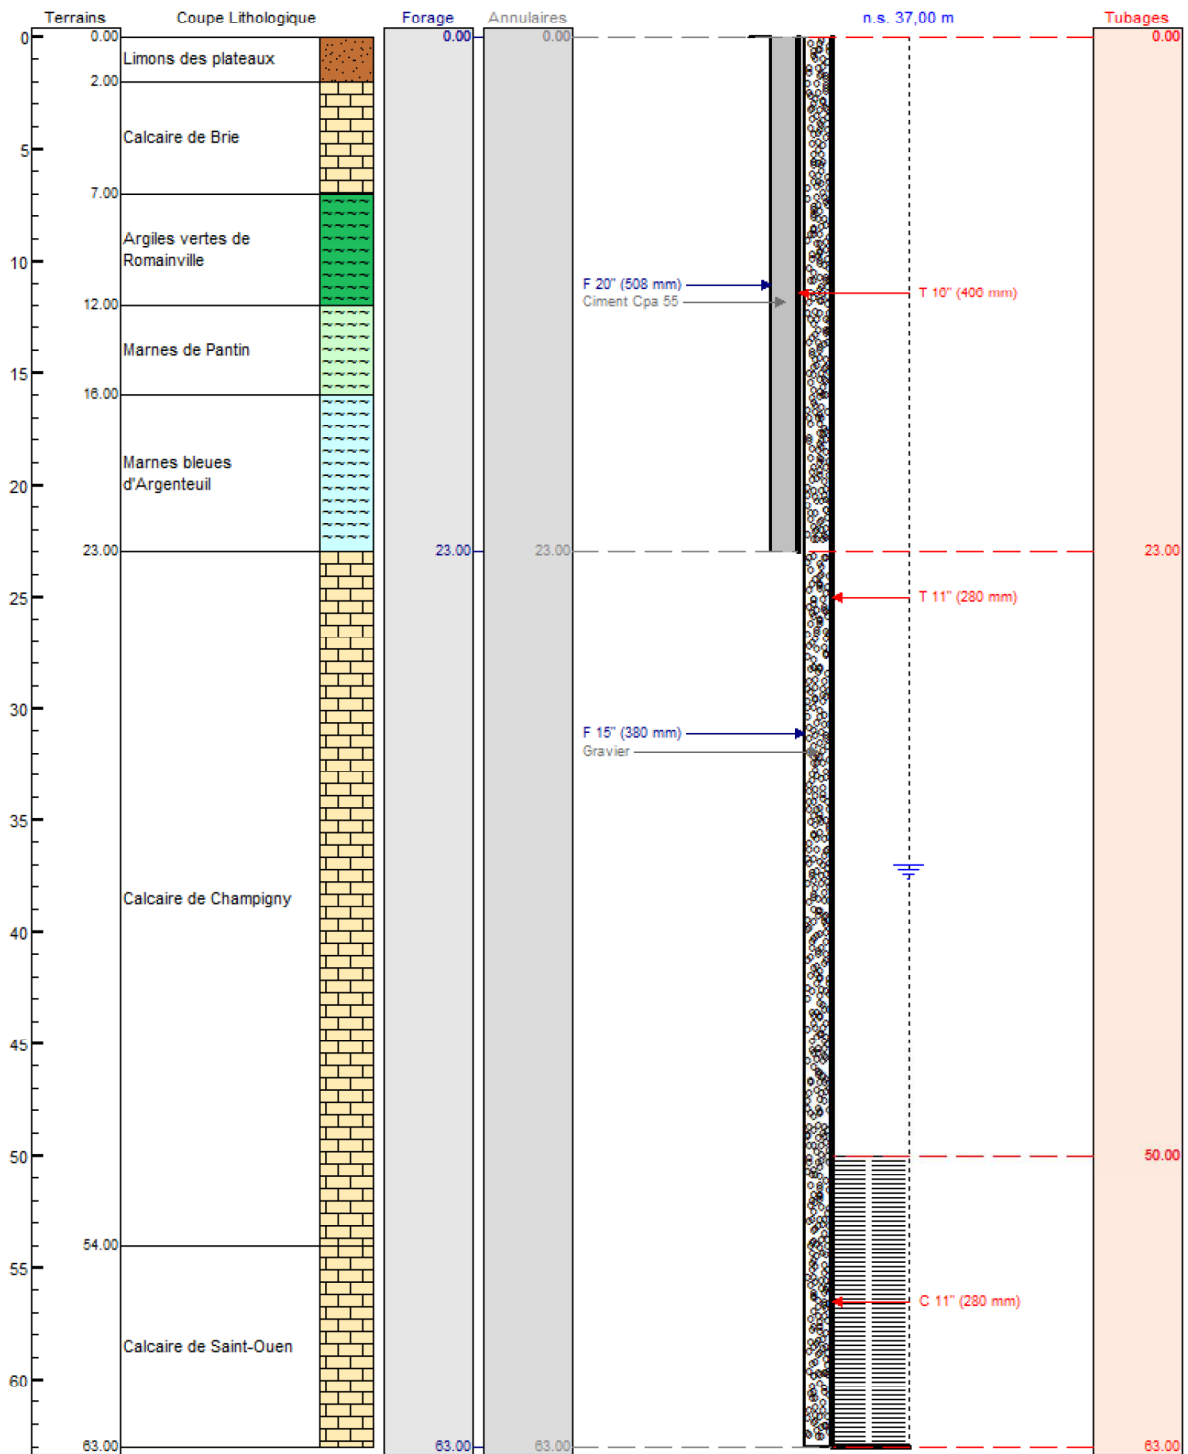 Terrains Coupe Lithologique Forage Annulaires n.s. 37,00 m Tubages
0 0.00 0.00 0.00 0.00
Limons des plateaux
2.00
Calcaire de Brie
5
7.00
Argiles vertes de
Romainville
10
F 20" (508 mm)
T 16" (406 mm)
Ciment Cpa 55
12.00
Marnes de Pantin
15
16.00
Marnes bleues
d'Argenteuil
20
23.00 23.00 23.00 23.00
25
T 11" (280 mm)
30
F 15" (380 mm)
Gravier
35
Calcaire de Champigny
40
45
50 50.00
54.00
55
C 11" (280 mm)
Calcaire de Saint-Ouen
60
63.00 63.00 63.00 63.00